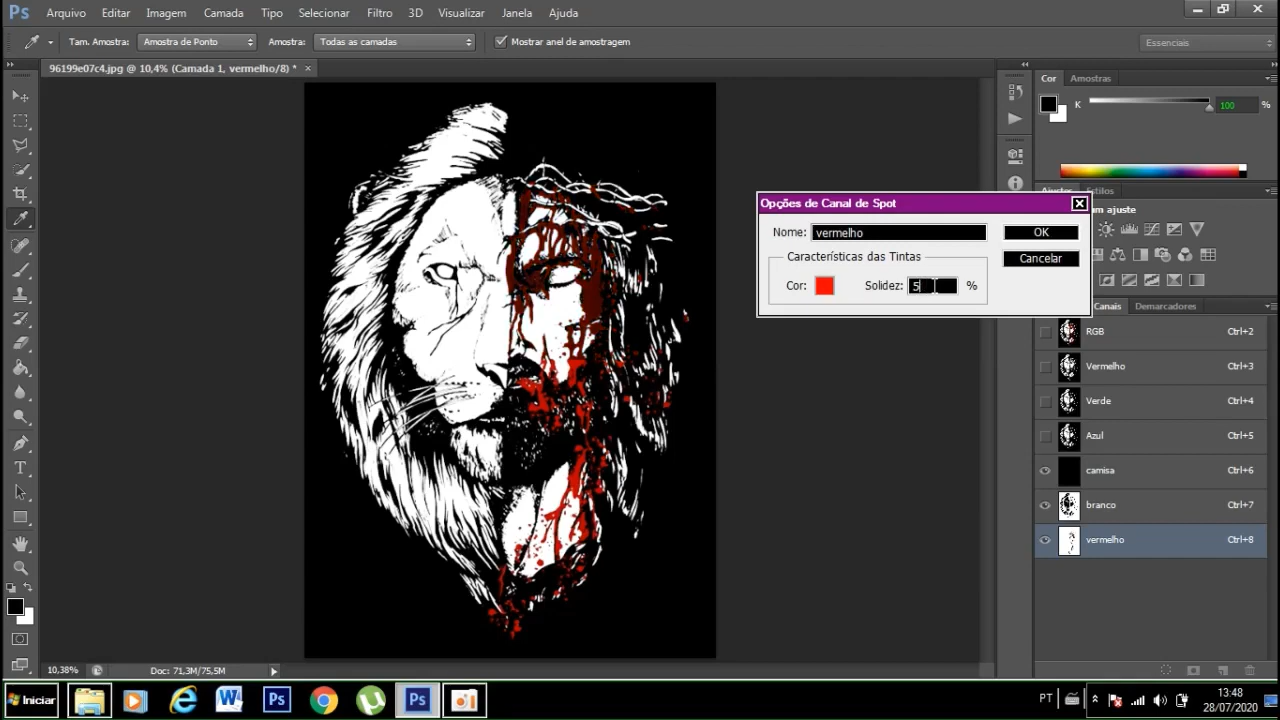 Ps Arquivo Editar Imagem Camada Tipo Selecionar Filtro 3D Visualizar Janela Ajuda
Tam. Amostra: Amostra de Ponto Amostra: Todas as camadas Mostrar anel de amostragem Essenciais
96199e07c4.jpg @ 10,4% (Camada 1, vermelho/8) * ×
Cor Amostras
K 100 %
Ajustes Estilos
um ajuste
Opções de Canal de Spot
Nome: vermelho OK
Características das Tintas
Cancelar
Cor: Solidez: 5 %
Canais Demarcadores
RGB Ctrl+2
Vermelho Ctrl+3
Verde Ctrl+4
Azul Ctrl+5
camisa Ctrl+6
branco Ctrl+7
vermelho Ctrl+8
10,38% Doc: 71,3M/75,5M
Iniciar W Ps Ps PT 13:48
28/07/2020